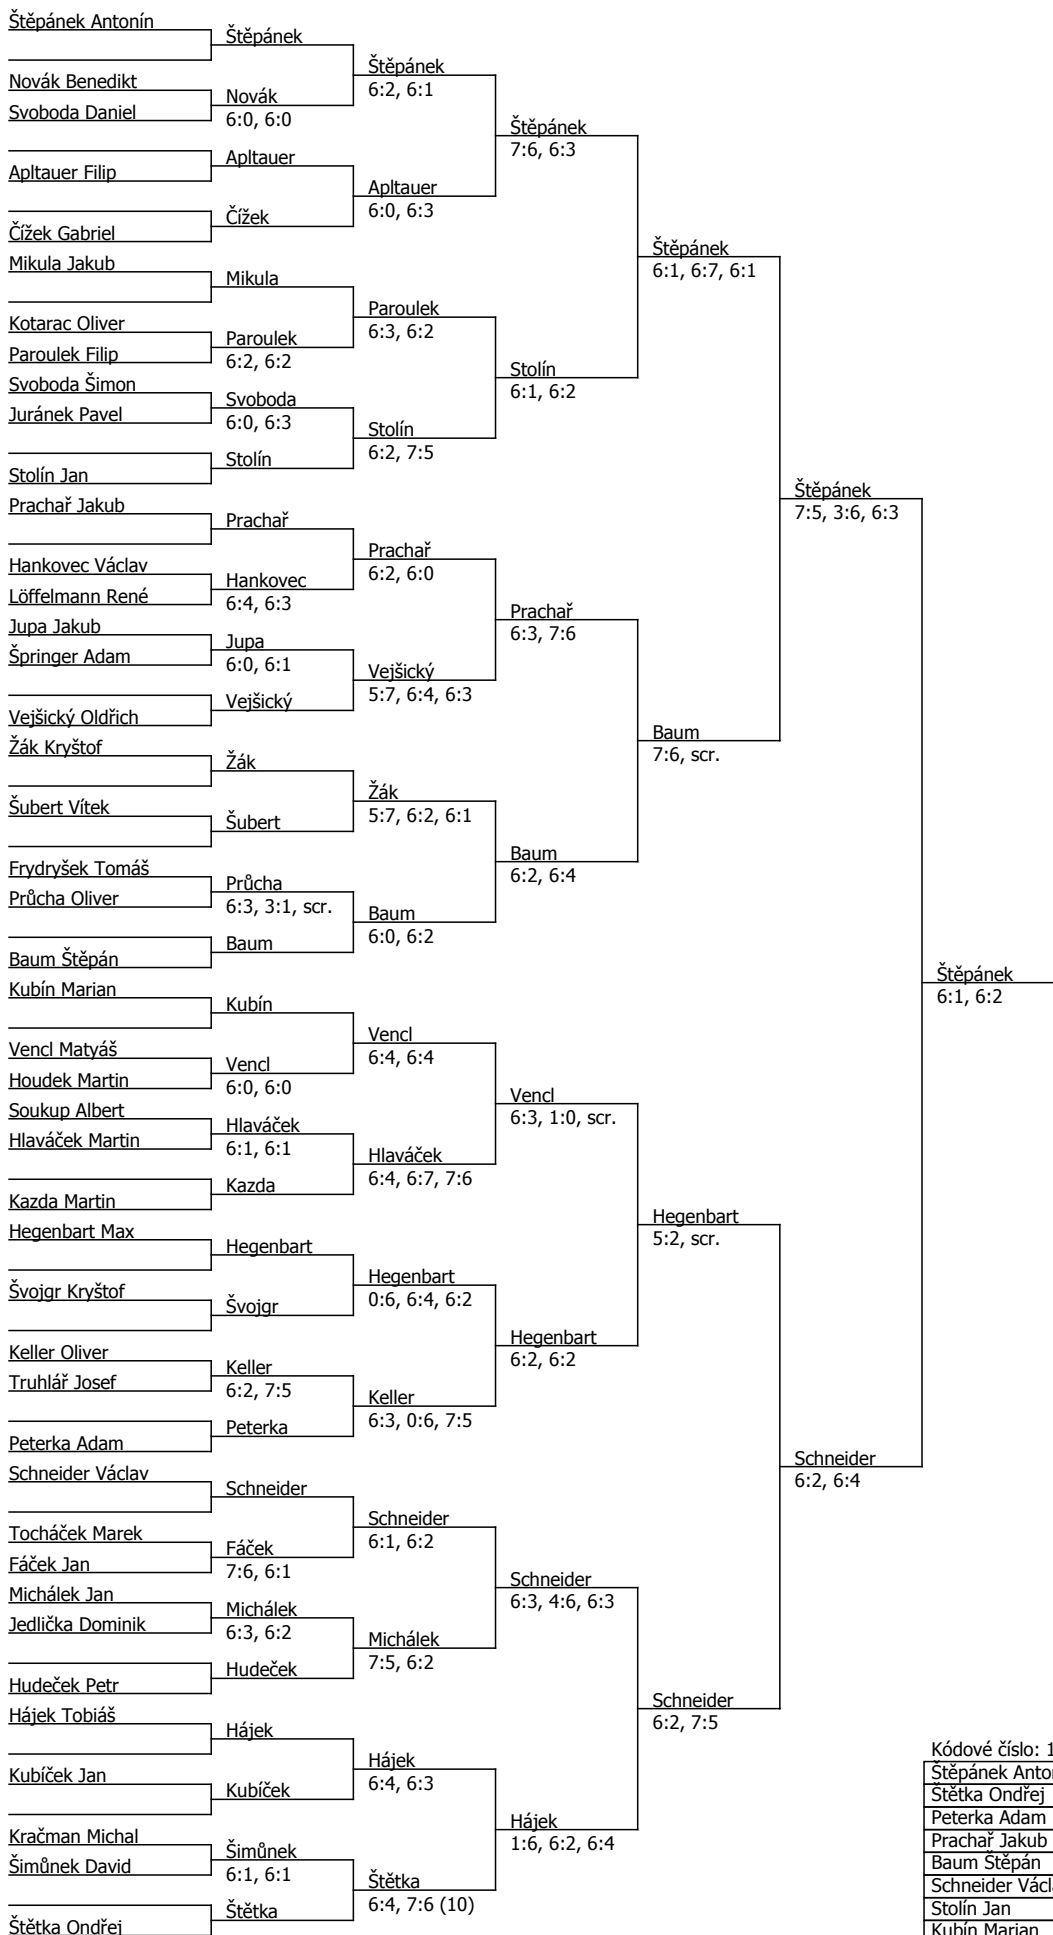 Štěpánek Antonín
Novák Benedikt
Svoboda Daniel
Apltauer Filip
Čížek Gabriel
Mikula Jakub
Kotarac Oliver
Paroulek Filip
Svoboda Šimon
Juránek Pavel
Stolín Jan
Prachař Jakub
Hankovec Václav
Löffelmann René
Jupa Jakub
Špringer Adam
Vejšický Oldřich
Žák Kryštof
Šubert Vítek
Frydryšek Tomáš
Průcha Oliver
Baum Štěpán
Kubín Marian
Vencl Matyáš
Houdek Martin
Soukup Albert
Hlaváček Martin
Kazda Martin
Hegenbart Max
Švojgr Kryštof
Keller Oliver
Truhlář Josef
Peterka Adam
Schneider Václav
Tocháček Marek
Fáček Jan
Michálek Jan
Jedlička Dominik
Hudeček Petr
Hájek Tobiáš
Kubíček Jan
Kračman Michal
Šimůnek David
Štětka Ondřej
Štěpánek
Novák
6:0, 6:0
Apltauer
Čížek
Mikula
Paroulek
6:2, 6:2
Svoboda
6:0, 6:3
Stolín
Prachař
Hankovec
6:4, 6:3
Jupa
6:0, 6:1
Vejšický
Žák
Šubert
Průcha
6:3, 3:1, scr.
Baum
Kubín
Vencl
6:0, 6:0
Hlaváček
6:1, 6:1
Kazda
Hegenbart
Švojgr
Keller
6:2, 7:5
Peterka
Schneider
Fáček
7:6, 6:1
Michálek
6:3, 6:2
Hudeček
Hájek
Kubíček
Šimůnek
6:1, 6:1
Štětka
Štěpánek
6:2, 6:1
Apltauer
6:0, 6:3
Paroulek
6:3, 6:2
Stolín
6:2, 7:5
Prachař
6:2, 6:0
Vejšický
5:7, 6:4, 6:3
Žák
5:7, 6:2, 6:1
Baum
6:0, 6:2
Vencl
6:4, 6:4
Hlaváček
6:4, 6:7, 7:6
Hegenbart
0:6, 6:4, 6:2
Keller
6:3, 0:6, 7:5
Schneider
6:1, 6:2
Michálek
7:5, 6:2
Hájek
6:4, 6:3
Štětka
6:4, 7:6 (10)
Štěpánek
7:6, 6:3
Stolín
6:1, 6:2
Prachař
6:3, 7:6
Baum
6:2, 6:4
Vencl
6:3, 1:0, scr.
Hegenbart
6:2, 6:2
Schneider
6:3, 4:6, 6:3
Hájek
1:6, 6:2, 6:4
Štěpánek
6:1, 6:7, 6:1
Baum
7:6, scr.
Hegenbart
5:2, scr.
Schneider
6:2, 7:5
Štěpánek
7:5, 3:6, 6:3
Schneider
6:2, 6:4
Štěpánek
6:1, 6:2
Kódové číslo: 1
Štěpánek Anto
Štětka Ondřej
Peterka Adam
Prachař Jakub
Baum Štěpán
Schneider Václ
Stolín Jan
Kubín Marian